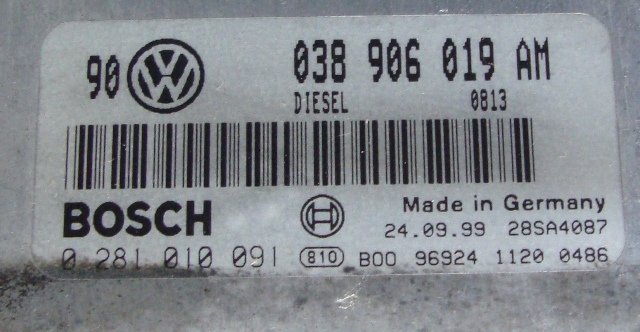 90 VW 038 906 019 AM
DIESEL 0813
BOSCH Made in Germany
24.09.99 28SA4087
0 281 010 091 810 B00 96924 1120 0486